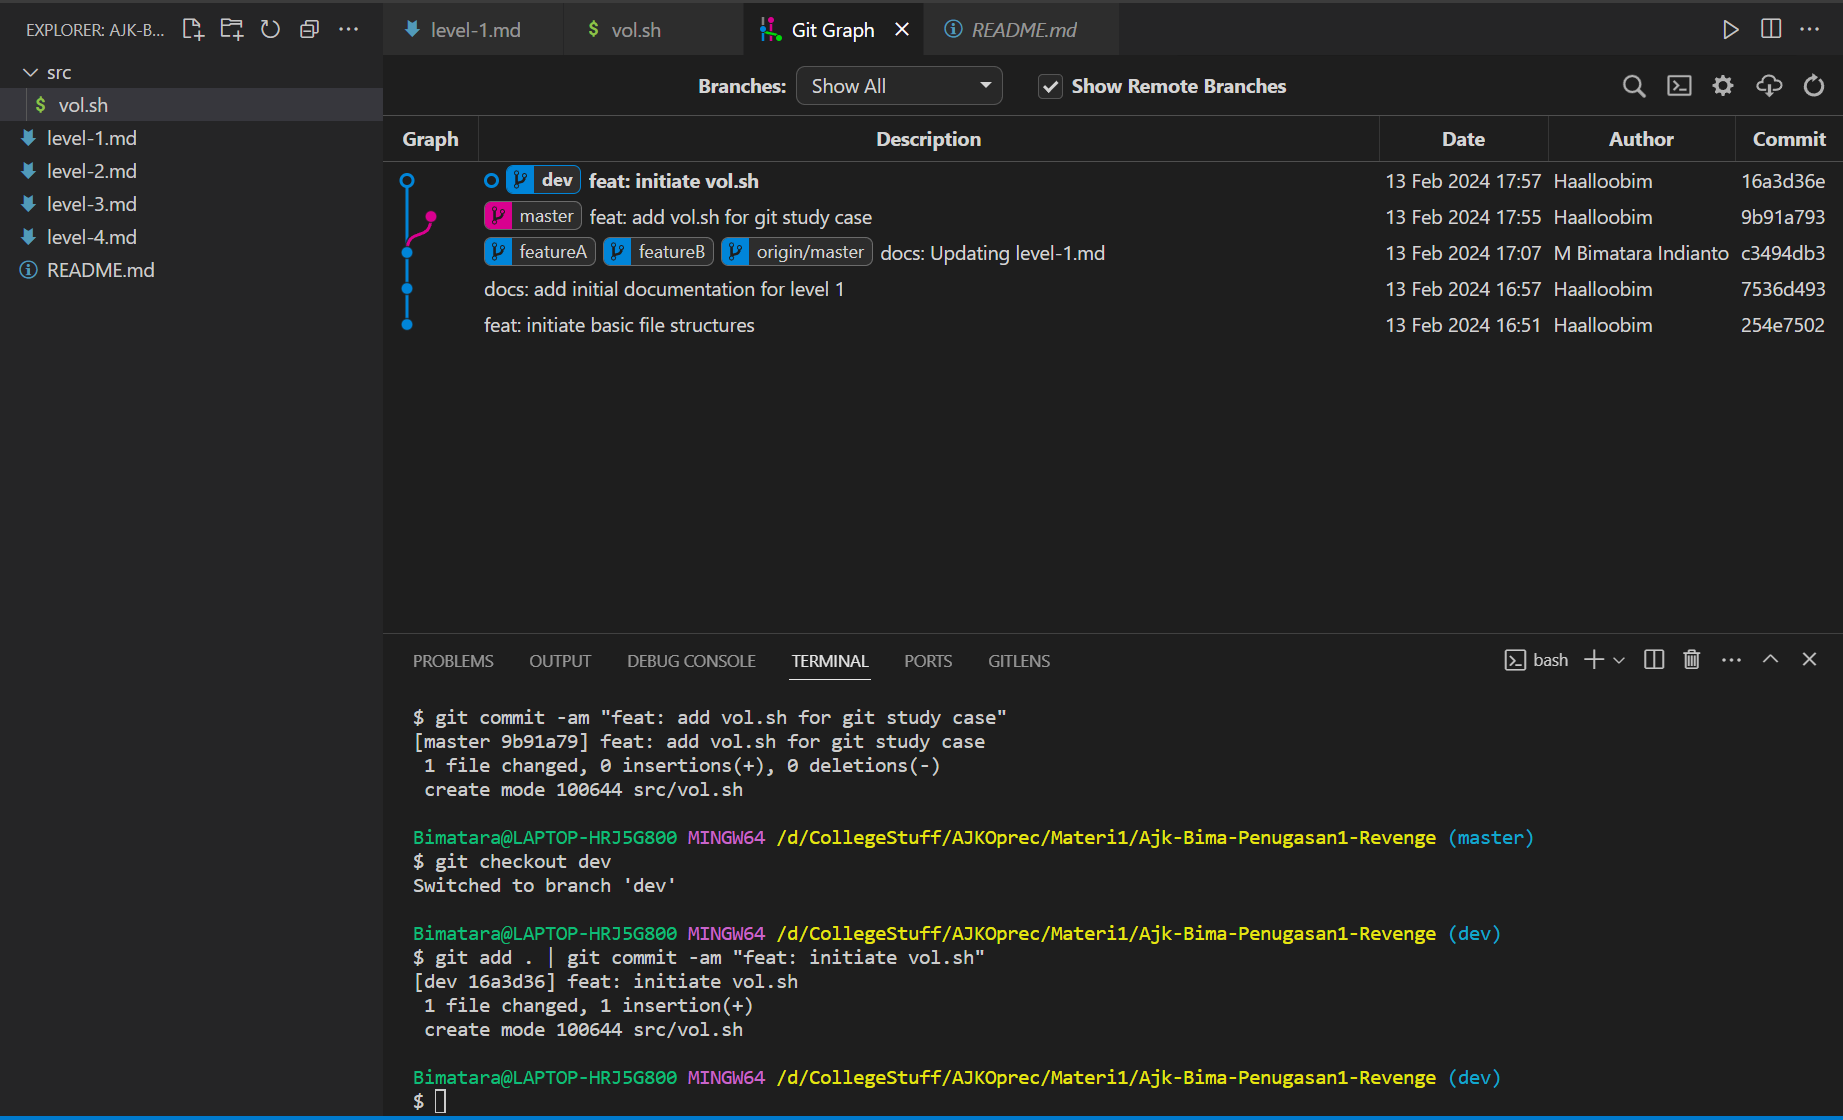 EXPLORER: AJK-B...
src
$ vol.sh
level-1.md
level-2.md
level-3.md
level-4.md
README.md
level-1.md
$ vol.sh
Git Graph
README.md
Branches: Show All Show Remote Branches
Graph Description Date Author Commit
dev feat: initiate vol.sh 13 Feb 2024 17:57 Haalloobim 16a3d36e
master feat: add vol.sh for git study case 13 Feb 2024 17:55 Haalloobim 9b91a793
featureA featureB origin/master docs: Updating level-1.md 13 Feb 2024 17:07 M Bimatara Indianto c3494db3
docs: add initial documentation for level 1 13 Feb 2024 16:57 Haalloobim 7536d493
feat: initiate basic file structures 13 Feb 2024 16:51 Haalloobim 254e7502
PROBLEMS OUTPUT DEBUG CONSOLE TERMINAL PORTS GITLENS bash
$ git commit -am "feat: add vol.sh for git study case"
[master 9b91a79] feat: add vol.sh for git study case
1 file changed, 0 insertions(+), 0 deletions(-)
create mode 100644 src/vol.sh
Bimatara@LAPTOP-HRJ5G800 MINGW64 /d/CollegeStuff/AJKOprec/Materi1/Ajk-Bima-Penugasan1-Revenge (master)
$ git checkout dev
Switched to branch 'dev'
Bimatara@LAPTOP-HRJ5G800 MINGW64 /d/CollegeStuff/AJKOprec/Materi1/Ajk-Bima-Penugasan1-Revenge (dev)
$ git add . | git commit -am "feat: initiate vol.sh"
[dev 16a3d36] feat: initiate vol.sh
1 file changed, 1 insertion(+)
create mode 100644 src/vol.sh
Bimatara@LAPTOP-HRJ5G800 MINGW64 /d/CollegeStuff/AJKOprec/Materi1/Ajk-Bima-Penugasan1-Revenge (dev)
$